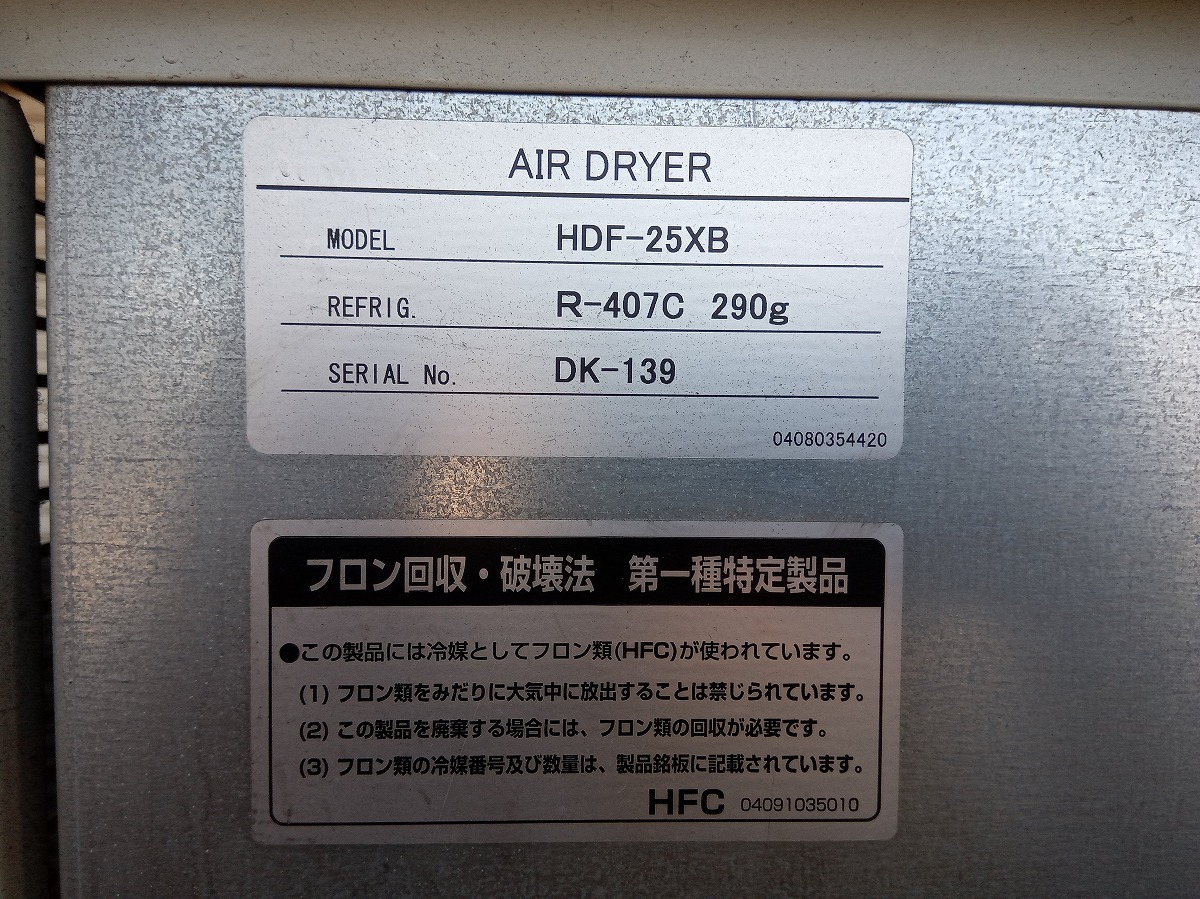 AIR DRYER
MODEL HDF-25XB
REFRIG. R-407C 290g
SERIAL No. DK-139
04080354420
フロン回収・破壊法 第一種特定製品
●この製品には冷媒としてフロン類(HFC)が使われています。
(1) フロン類をみだりに大気中に放出することは禁じられています。
(2) この製品を廃棄する場合には、フロン類の回収が必要です。
(3) フロン類の冷媒番号及び数量は、製品銘板に記載されています。
HFC 04091035010